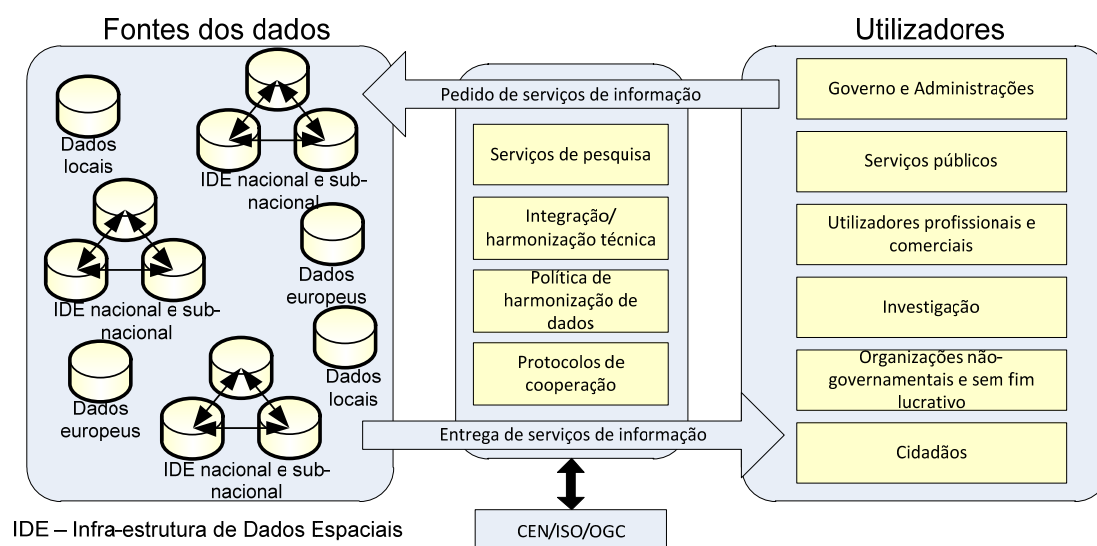 Fontes dos dados
Utilizadores
Dados
locais
IDE nacional e sub-
nacional
IDE nacional e sub-
nacional
Dados
europeus
Dados
europeus
Dados
locais
IDE nacional e sub-
nacional
Pedido de serviços de informação
Serviços de pesquisa
Integração/
harmonização técnica
Política de
harmonização de
dados
Protocolos de
cooperação
Entrega de serviços de informação
Governo e Administrações
Serviços públicos
Utilizadores profissionais e
comerciais
Investigação
Organizações não-
governamentais e sem fim
lucrativo
Cidadãos
IDE – Infra-estrutura de Dados Espaciais
CEN/ISO/OGC